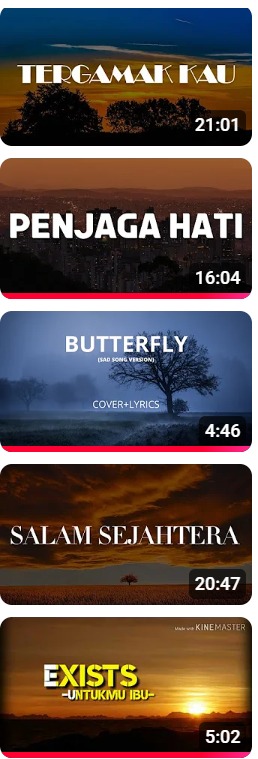 TERGAMAK KAU
21:01
PENJAGA HATI
16:04
BUTTERFLY
(SAD SONG VERSION)
COVER+LYRICS
4:46
SALAM SEJAHTERA
20:47
Made with KINEMASTER
EXISTS
-UNTUKMU IBU-
5:02